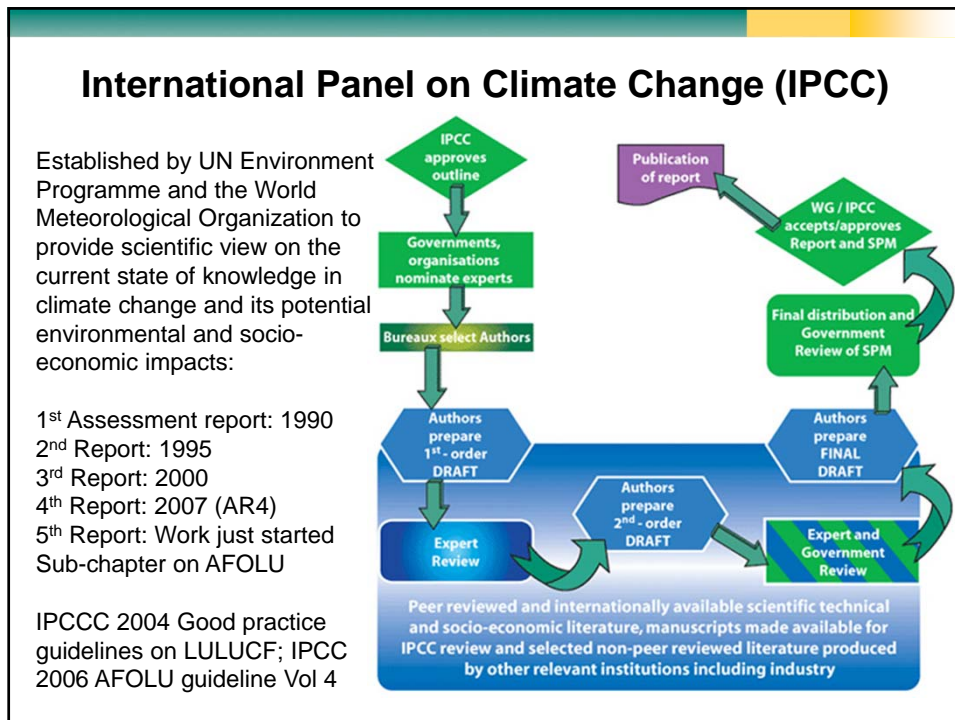 International Panel on Climate Change (IPCC)
Established by UN Environment
Programme and the World
Meteorological Organization to
provide scientific view on the
current state of knowledge in
climate change and its potential
environmental and socio-
economic impacts:
1st Assessment report: 1990
2nd Report: 1995
3rd Report: 2000
4th Report: 2007 (AR4)
5th Report: Work just started
Sub-chapter on AFOLU
IPCCC 2004 Good practice
guidelines on LULUCF; IPCC
2006 AFOLU guideline Vol 4
IPCC
approves
outline
Governments,
organisations
nominate experts
Bureaux select Authors
Authors
prepare
1st - order
DRAFT
Expert
Review
Authors
prepare
2nd - order
DRAFT
Expert and
Government
Review
Authors
prepare
FINAL
DRAFT
Final distribution and
Government
Review of SPM
WG / IPCC
accepts/approves
Report and SPM
Publication
of report
Peer reviewed and internationally available scientific technical
and socio-economic literature, manuscripts made available for
IPCC review and selected non-peer reviewed literature produced
by other relevant institutions including industry